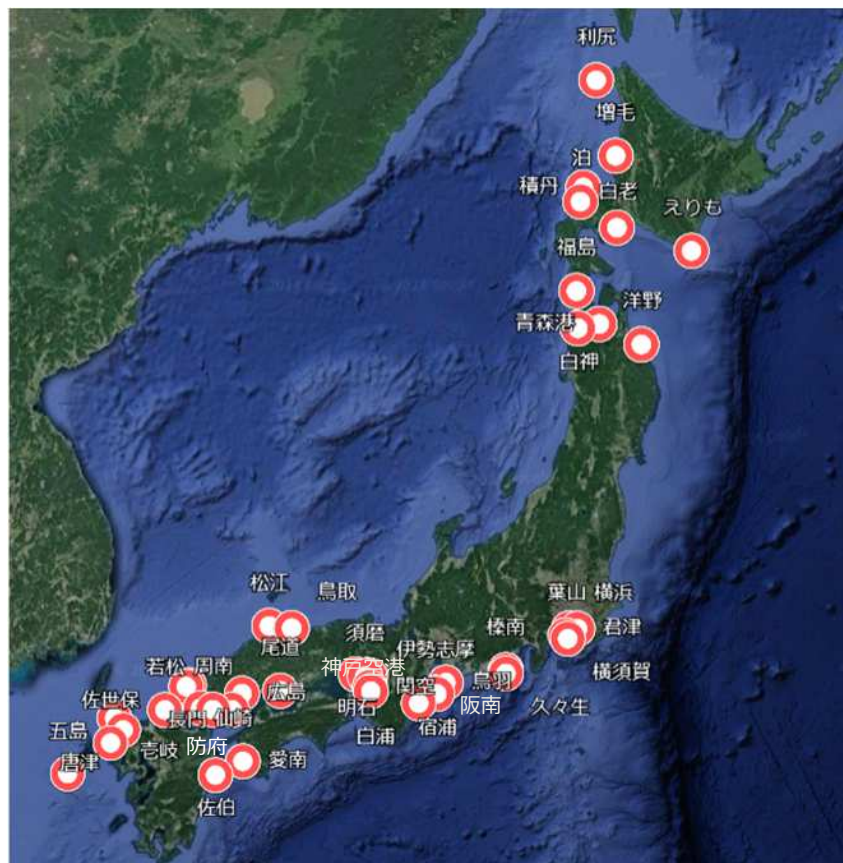 利尻
増毛
泊
積丹
白老
えりも
福島
洋野
青森港
白神
松江
鳥取
葉山 横浜
尾道
須磨
伊勢志摩
榛南
君津
若松 周南
神戸空港
横須賀
佐世保
広島
関空
鳥羽
五島
長門 仙崎
明石
阪南
久々生
壱岐
防府
白浦
宿浦
唐津
愛南
佐伯